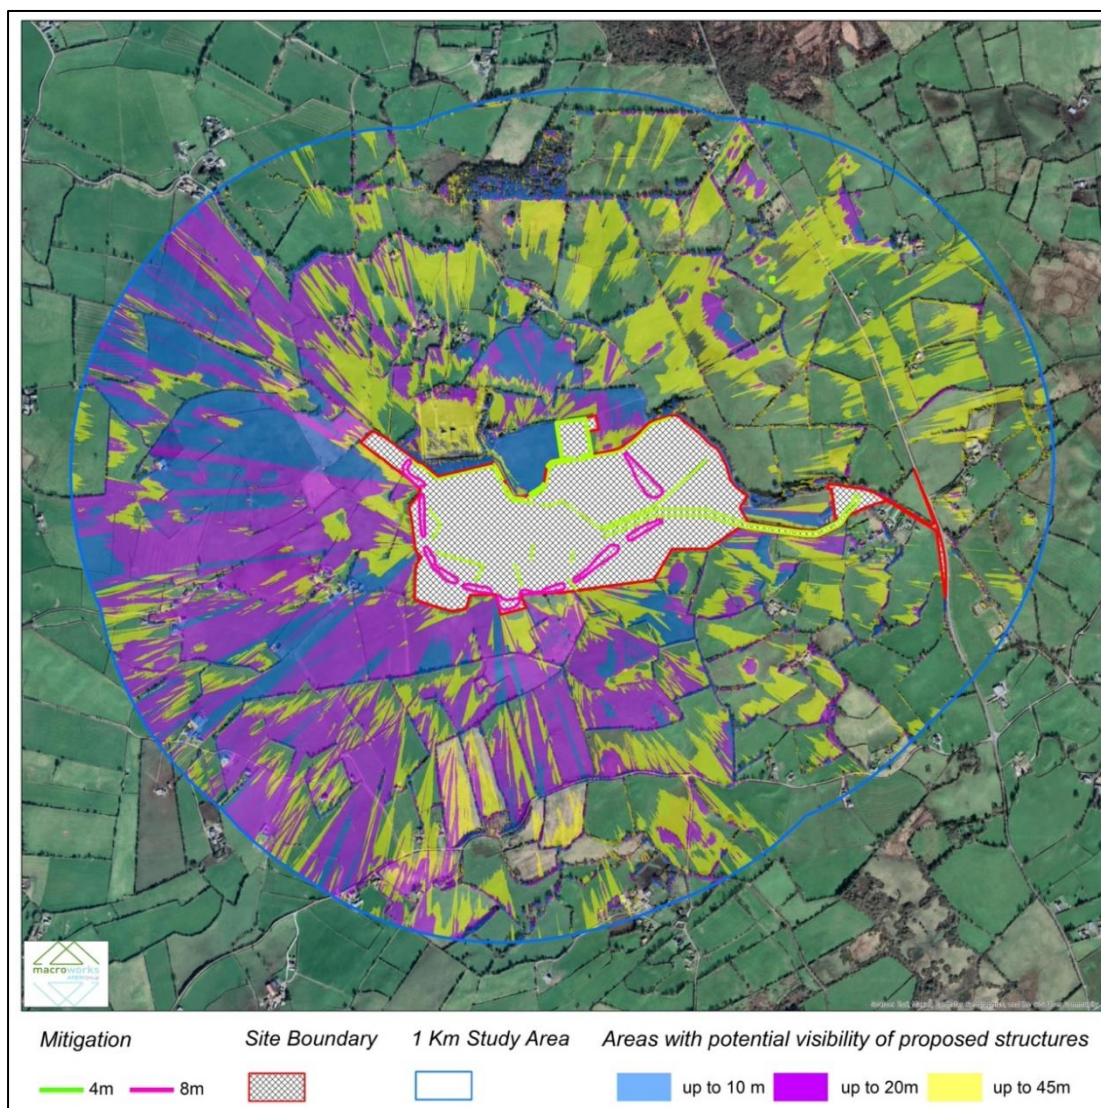 macroworks
Mitigation
Site Boundary
1 Km Study Area
Areas with potential visibility of proposed structures
4m
8m
up to 10 m
up to 20m
up to 45m